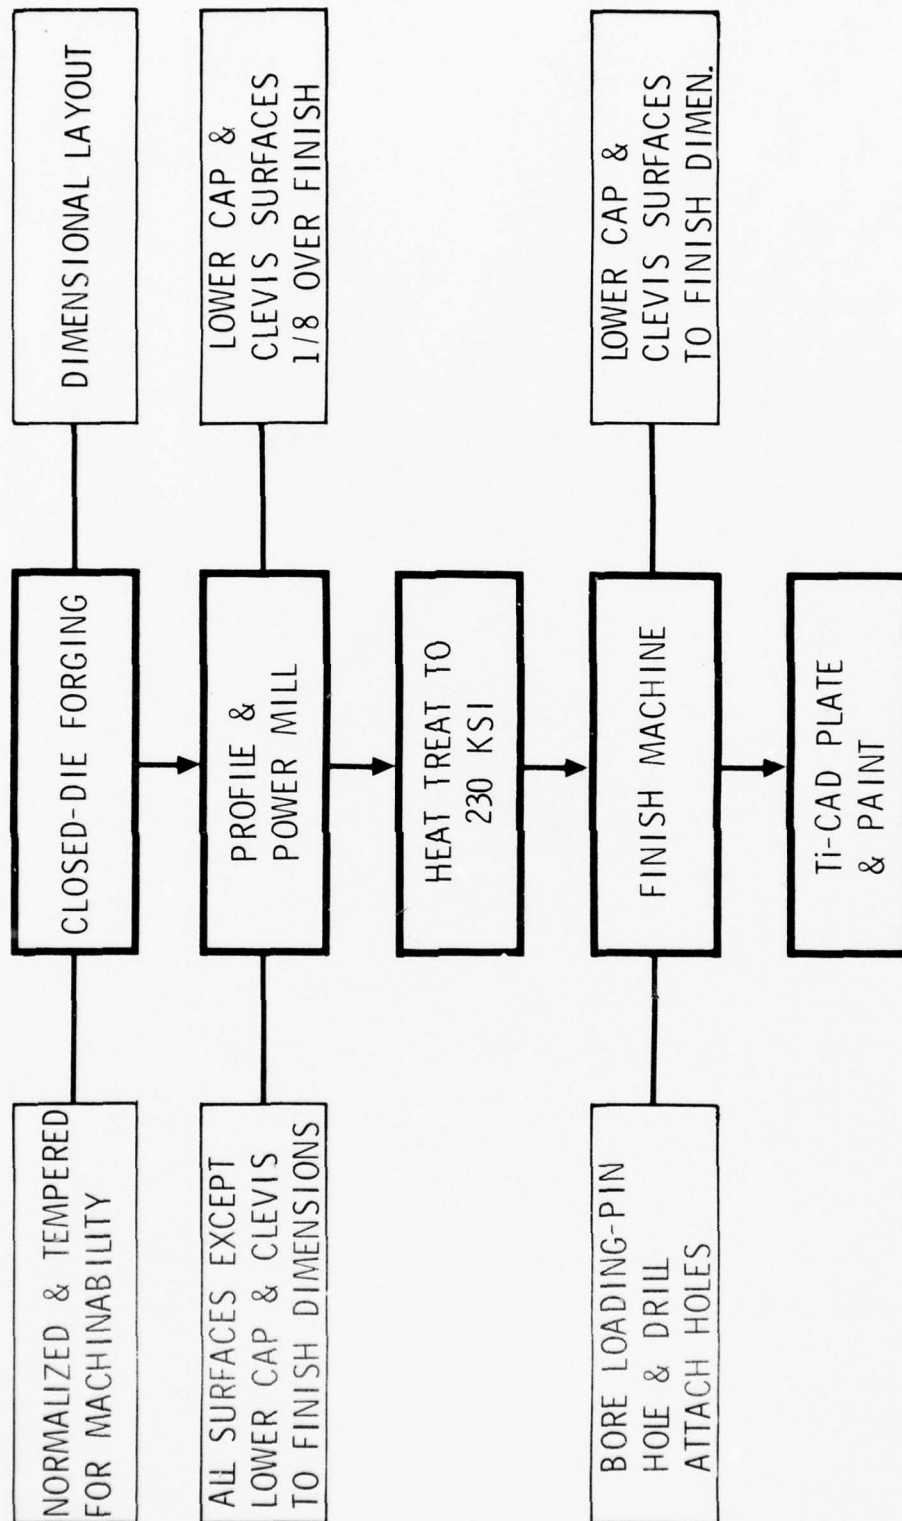 NORMALIZED & TEMPERED
FOR MACHINABILITY
CLOSED-DIE FORGING
DIMENSIONAL LAYOUT
ALL SURFACES EXCEPT
LOWER CAP & CLEVIS
TO FINISH DIMENSIONS
PROFILE &
POWER MILL
LOWER CAP &
CLEVIS SURFACES
1/8 OVER FINISH
HEAT TREAT TO
230 KSI
BORE LOADING-PIN
HOLE & DRILL
ATTACH HOLES
FINISH MACHINE
LOWER CAP &
CLEVIS SURFACES
TO FINISH DIMEN.
Ti-CAD PLATE
& PAINT